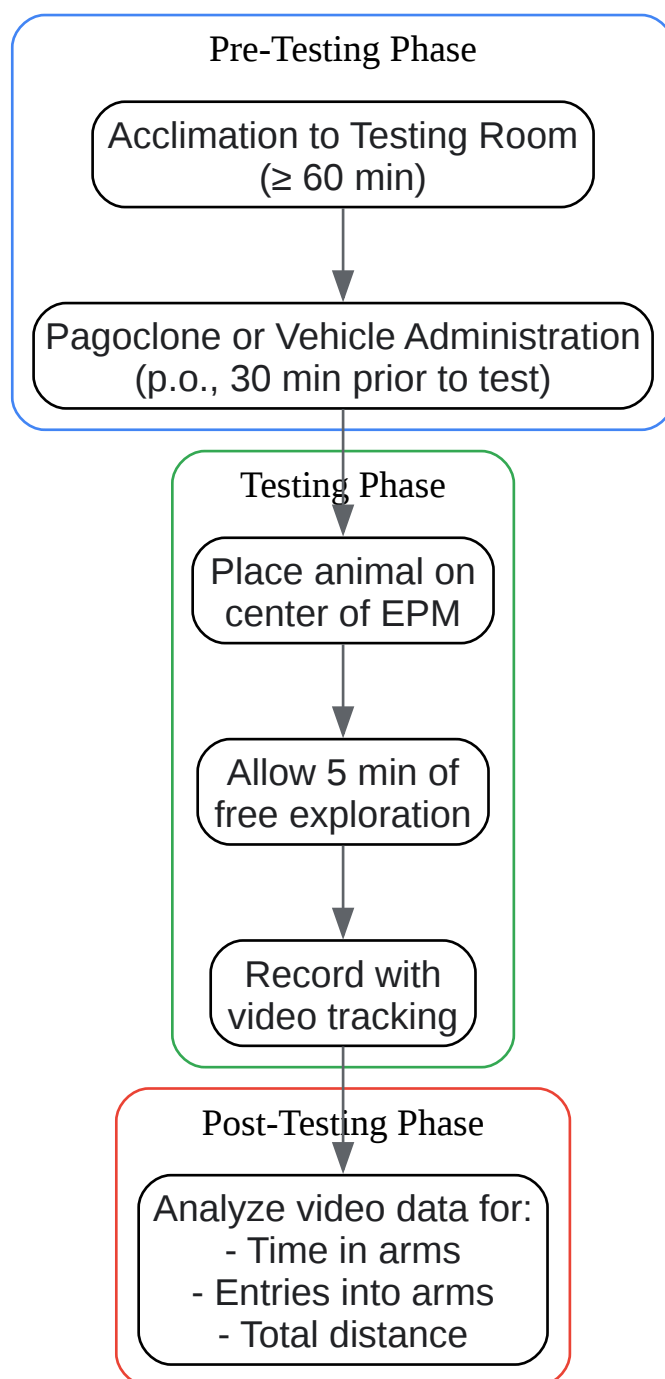 Pre-Testing Phase
Acclimation to Testing Room
(≥ 60 min)
Pagoclone or Vehicle Administration
(p.o., 30 min prior to test)
Testing Phase
Place animal on
center of EPM
Allow 5 min of
free exploration
Record with
video tracking
Post-Testing Phase
Analyze video data for:
- Time in arms
- Entries into arms
- Total distance